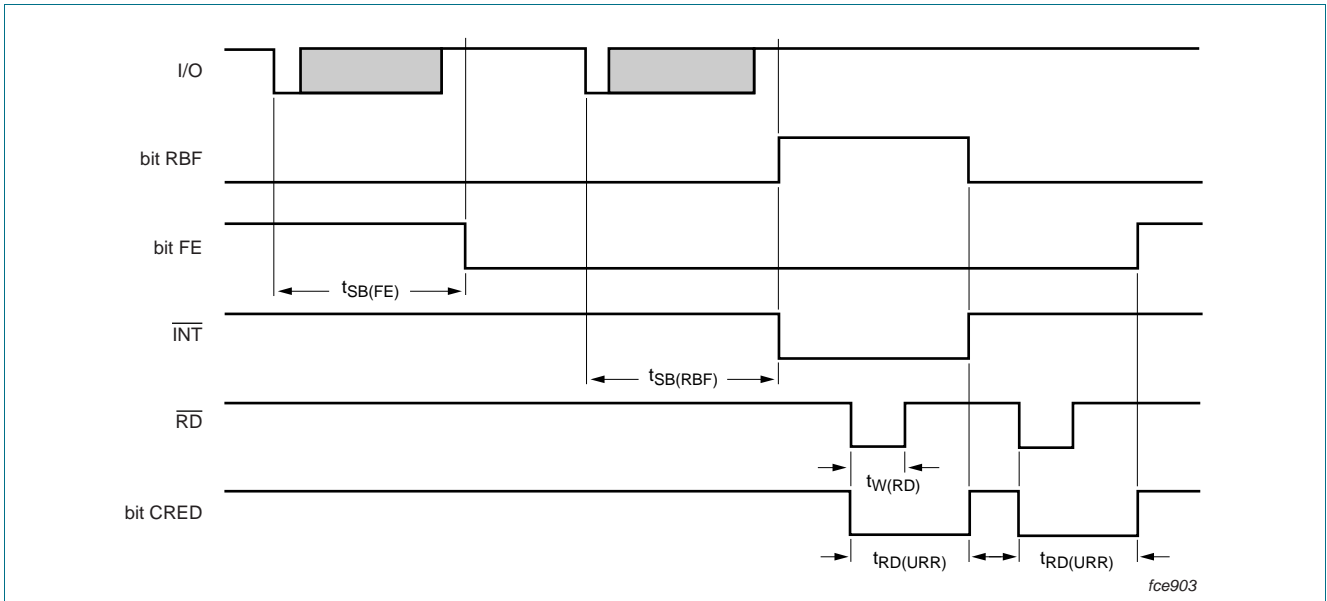 I/O
bit RBF
bit FE
tSB(FE)
INT
tSB(RBF)
RD
tW(RD)
bit CRED
tRD(URR)
tRD(URR)
fce903